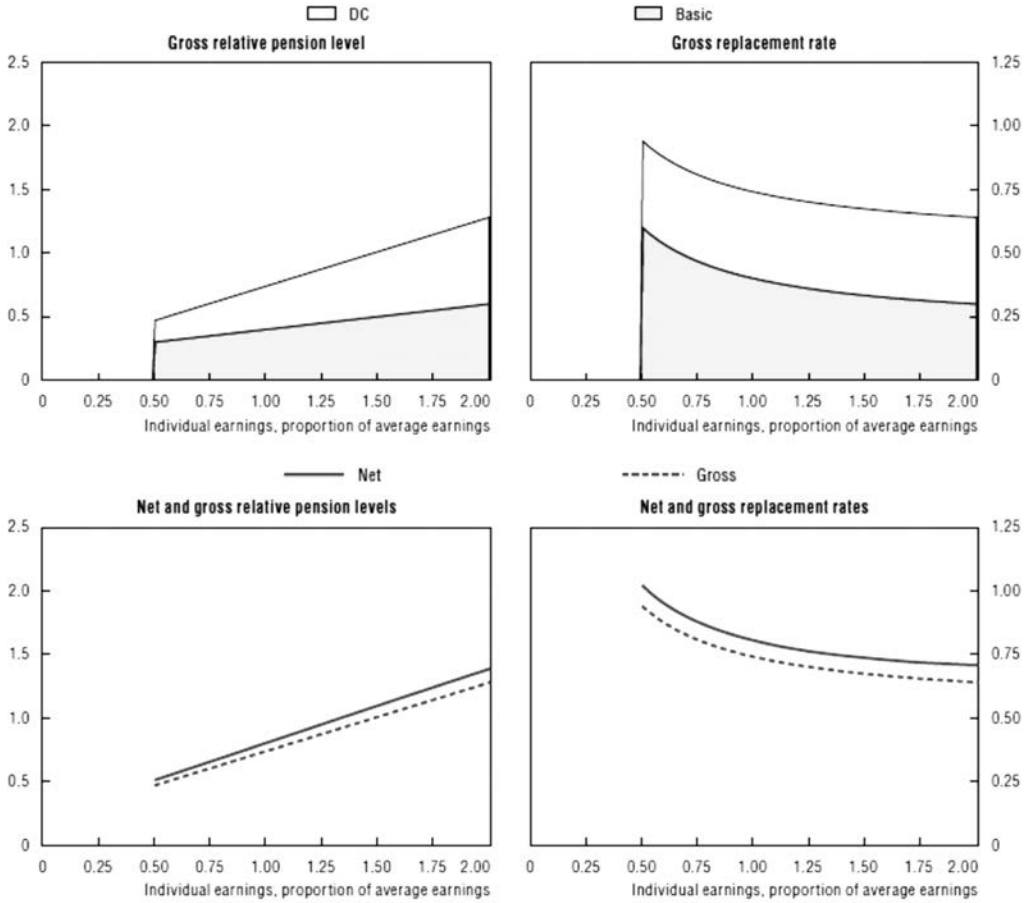 DC Basic
Gross relative pension level
2.5
2.0
1.5
1.0
0.5
0
0 0.25 0.50 0.75 1.00 1.25 1.50 1.75 2.00
Individual earnings, proportion of average earnings
Gross replacement rate
1.25
1.00
0.75
0.50
0.25
0
0 0.25 0.50 0.75 1.00 1.25 1.50 1.75 2.00
Individual earnings, proportion of average earnings
Net Gross
Net and gross relative pension levels
2.5
2.0
1.5
1.0
0.5
0
0 0.25 0.50 0.75 1.00 1.25 1.50 1.75 2.00
Individual earnings, proportion of average earnings
Net and gross replacement rates
1.25
1.00
0.75
0.50
0.25
0
0 0.25 0.50 0.75 1.00 1.25 1.50 1.75 2.00
Individual earnings, proportion of average earnings